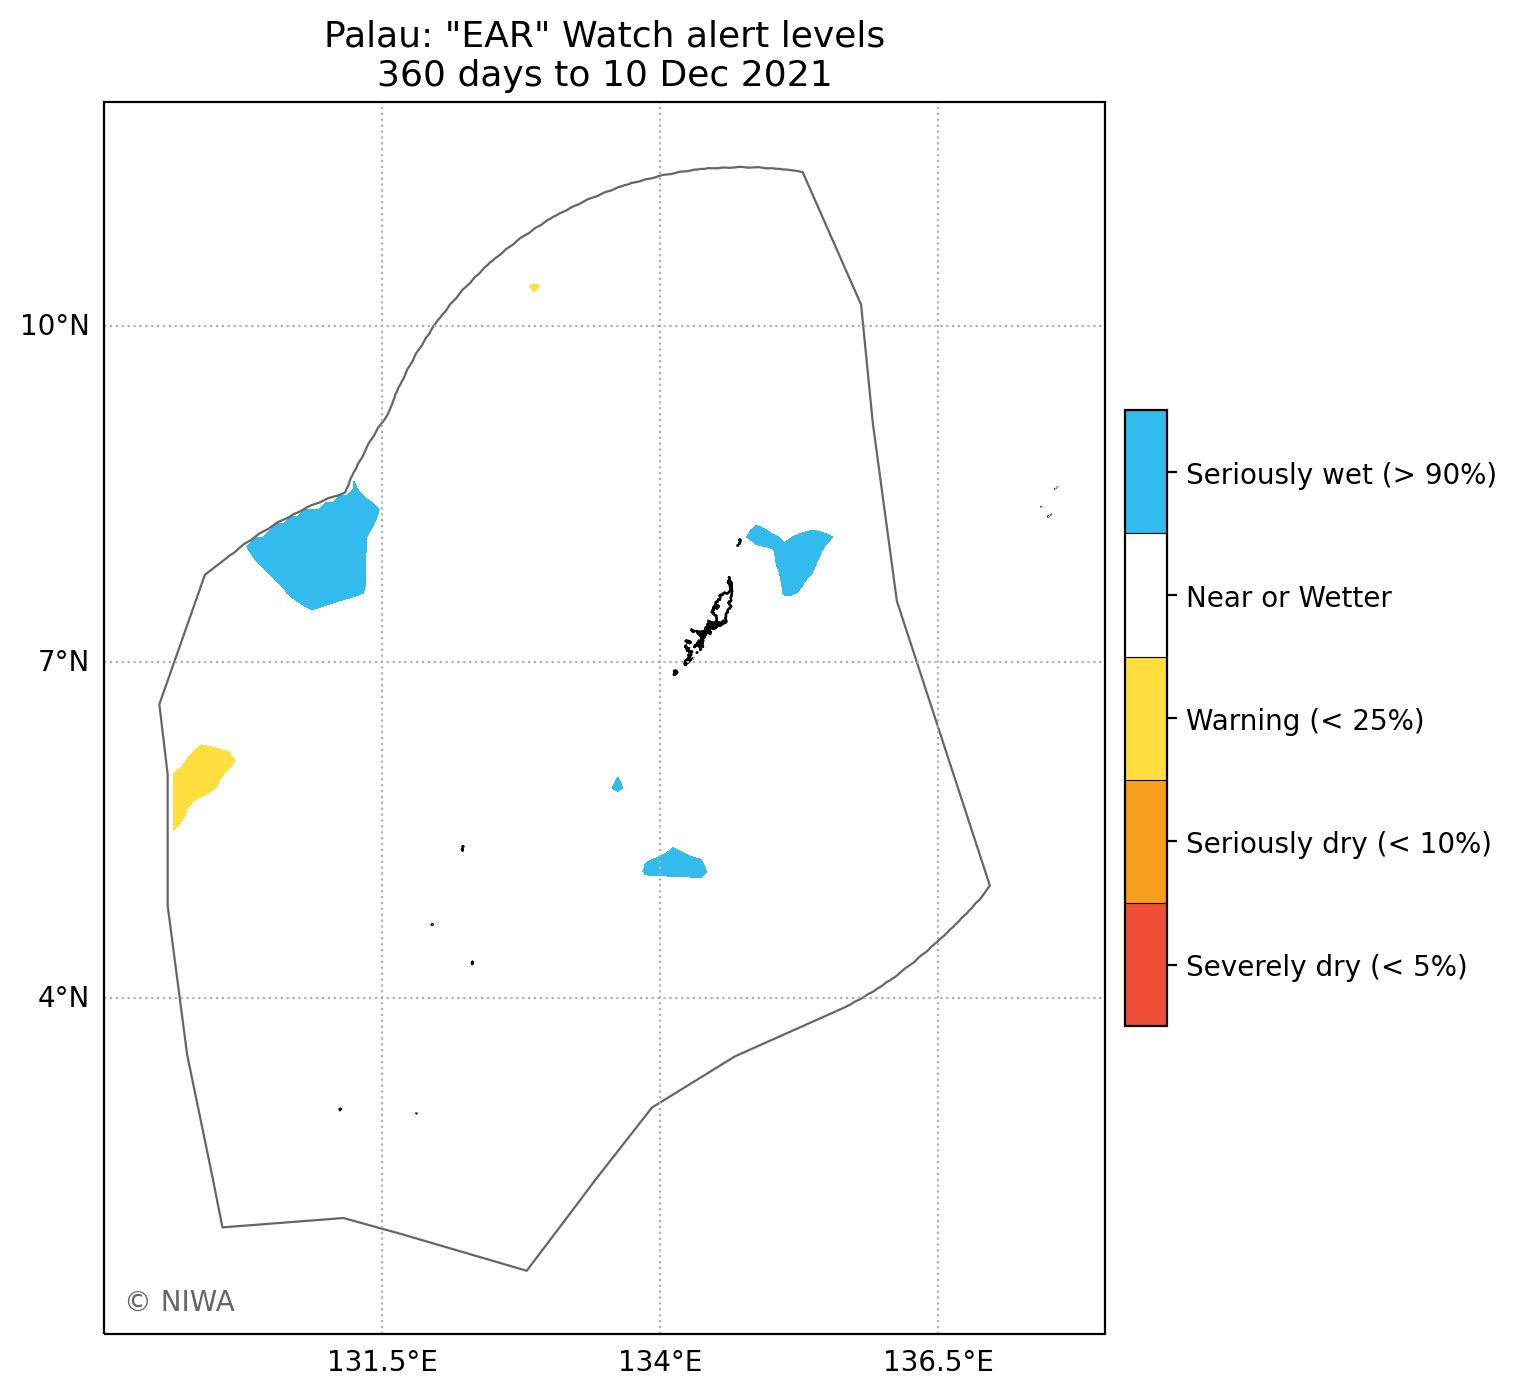 Palau: "EAR" Watch alert levels
360 days to 10 Dec 2021
10°N
7°N
4°N
131.5°E
134°E
136.5°E
Seriously wet (> 90%)
Near or Wetter
Warning (< 25%)
Seriously dry (< 10%)
Severely dry (< 5%)
© NIWA